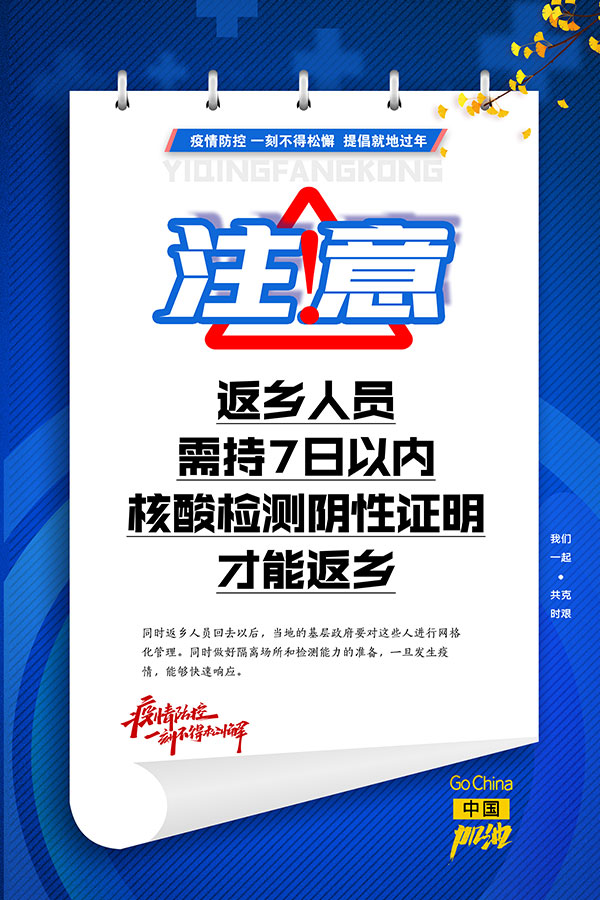 疫情防控 一刻不得松懈 提倡就地过年
YIQINGFANGKONG
注意
返乡人员
需持7日以内
核酸检测阴性证明
才能返乡
同时返乡人员回去以后，当地的基层政府要对这些人进行网格
化管理。同时做好隔离场所和检测能力的准备，一旦发生疫
情，能够快速响应。
我们
一起
•
共克
时艰
疫情防控
一刻不得松懈
Go China
中国
加油